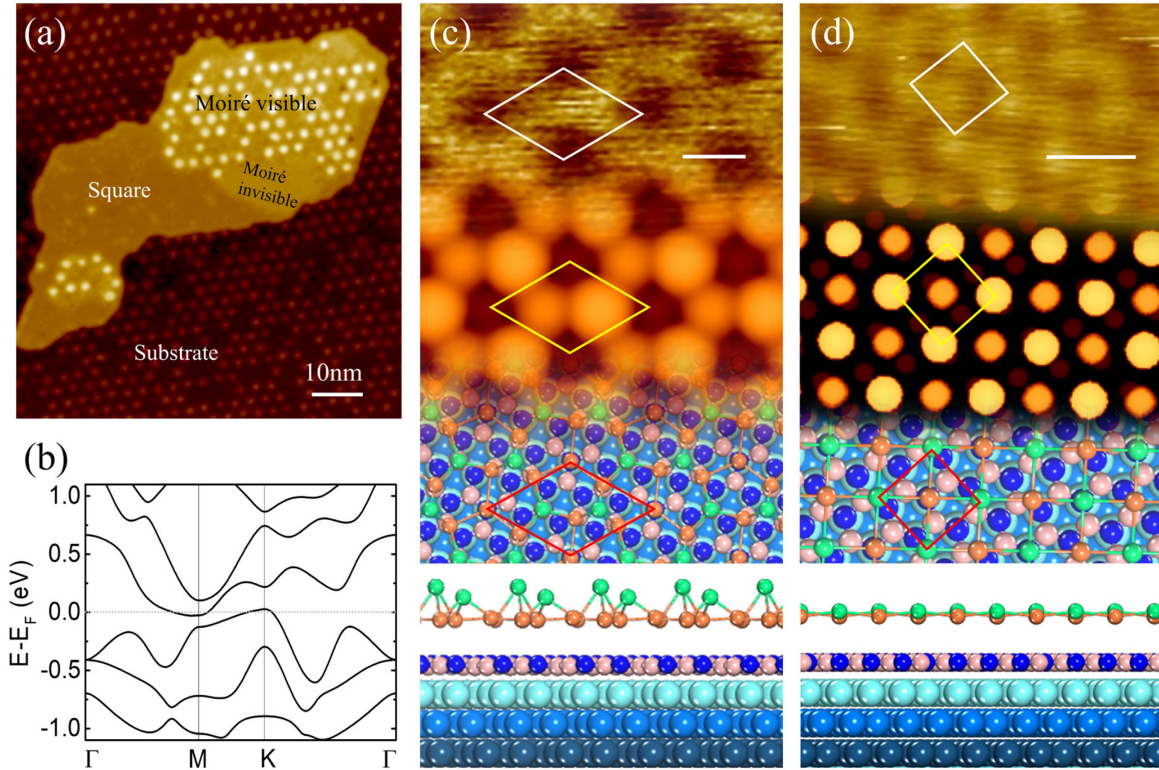 (a)
Moiré visible
Moiré
invisible
Square
Substrate
10nm
(b)
E-E_F (eV)
1.0
0.5
0.0
-0.5
-1.0
Γ M K Γ
(c)
(d)